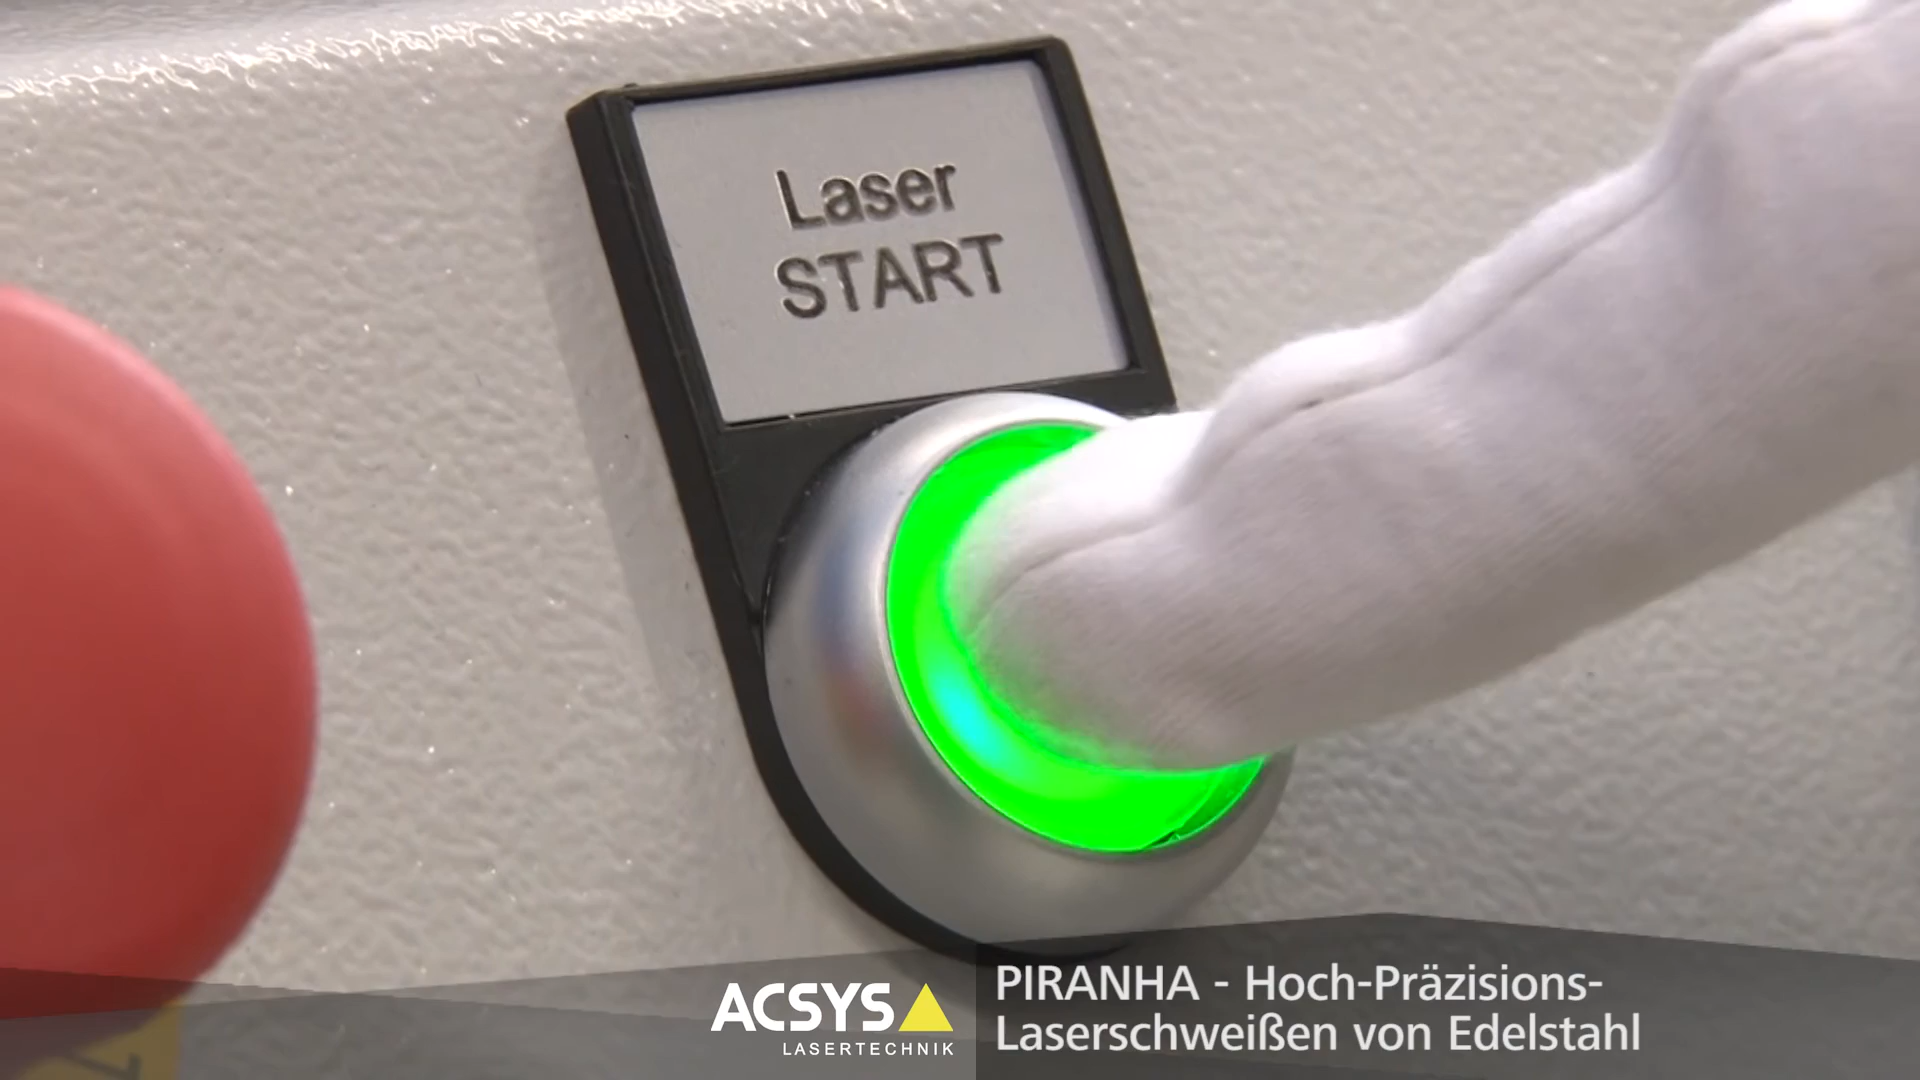 Laser
START
ACSYS
LASERTECHNIK
PIRANHA - Hoch-Präzisions-
Laserschweißen von Edelstahl